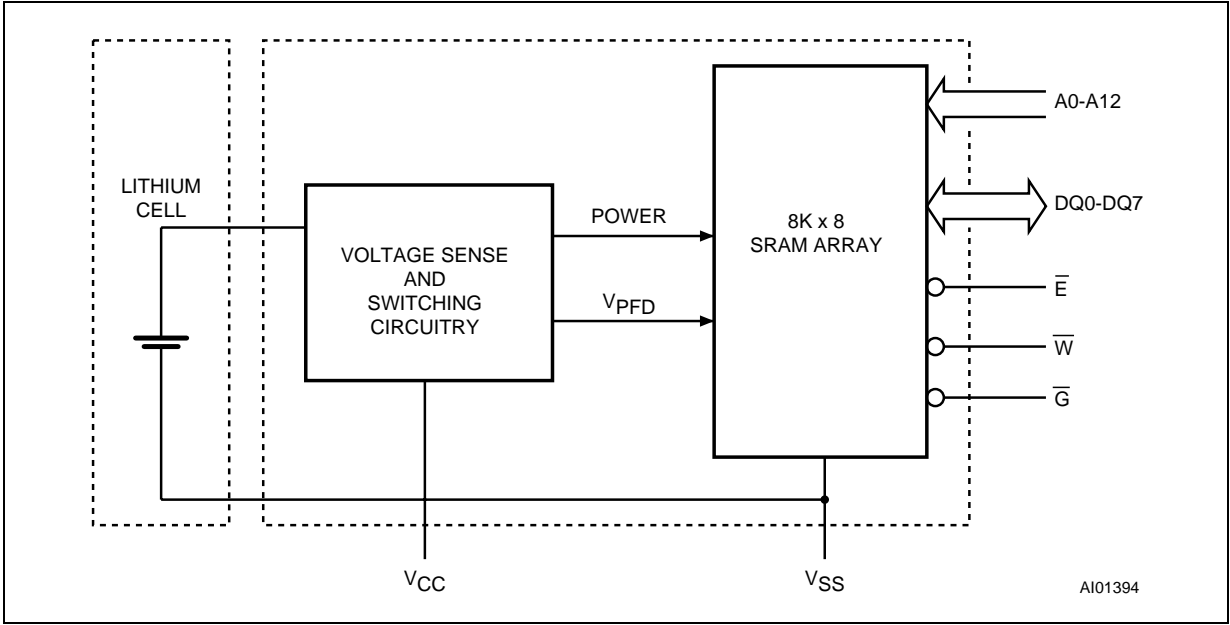 LITHIUM
CELL
VOLTAGE SENSE
AND
SWITCHING
CIRCUITRY
POWER
VPFD
8K x 8
SRAM ARRAY
A0-A12
DQ0-DQ7
E̅
W̅
G̅
VCC
VSS
AI01394